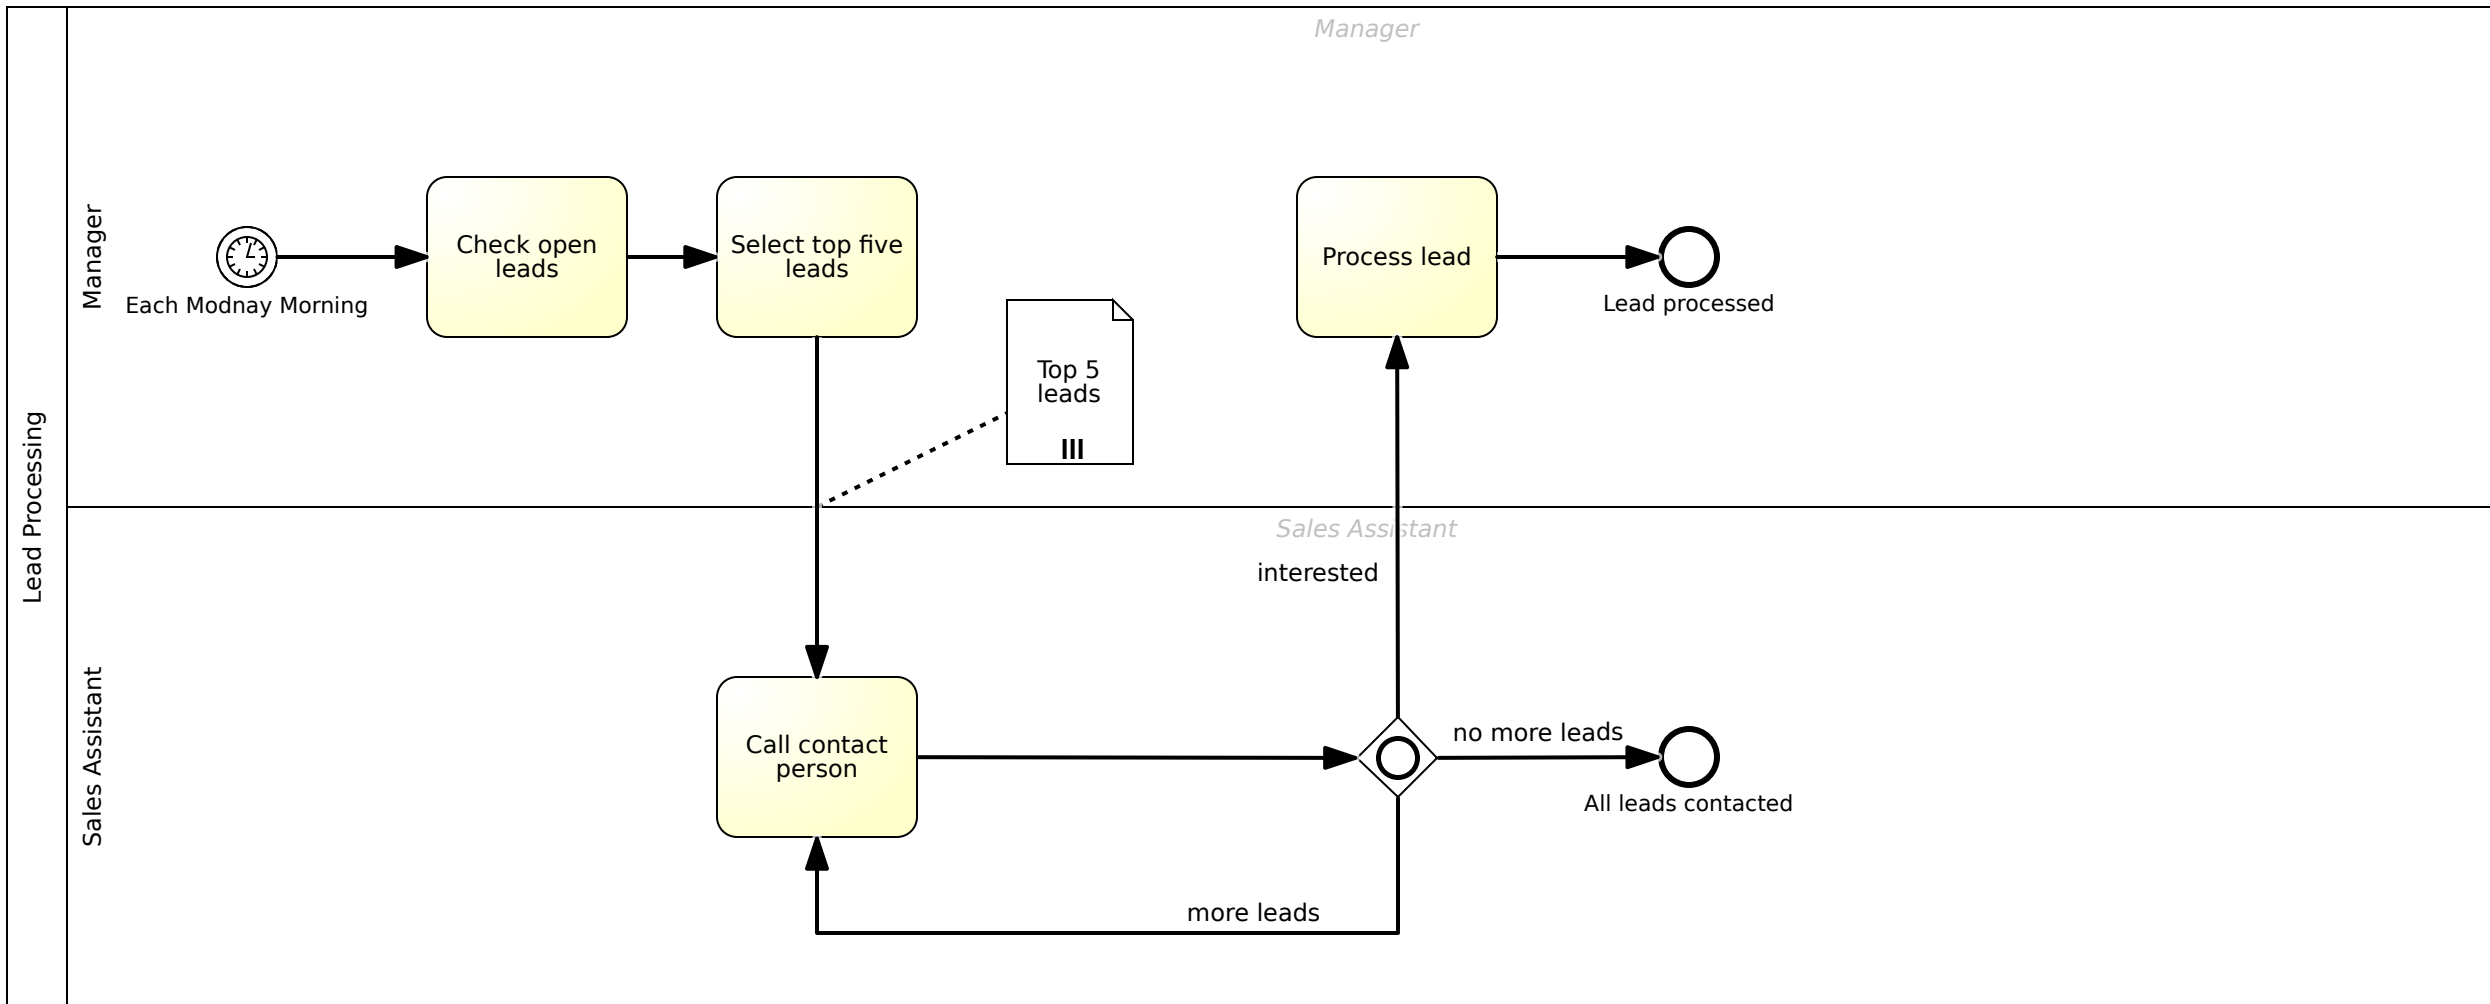 Manager
Lead Processing
Manager
Each Modnay Morning
Check open
leads
Select top five
leads
Top 5
leads
Process lead
Lead processed
Sales Assistant
interested
Sales Assistant
Call contact
person
no more leads
All leads contacted
more leads